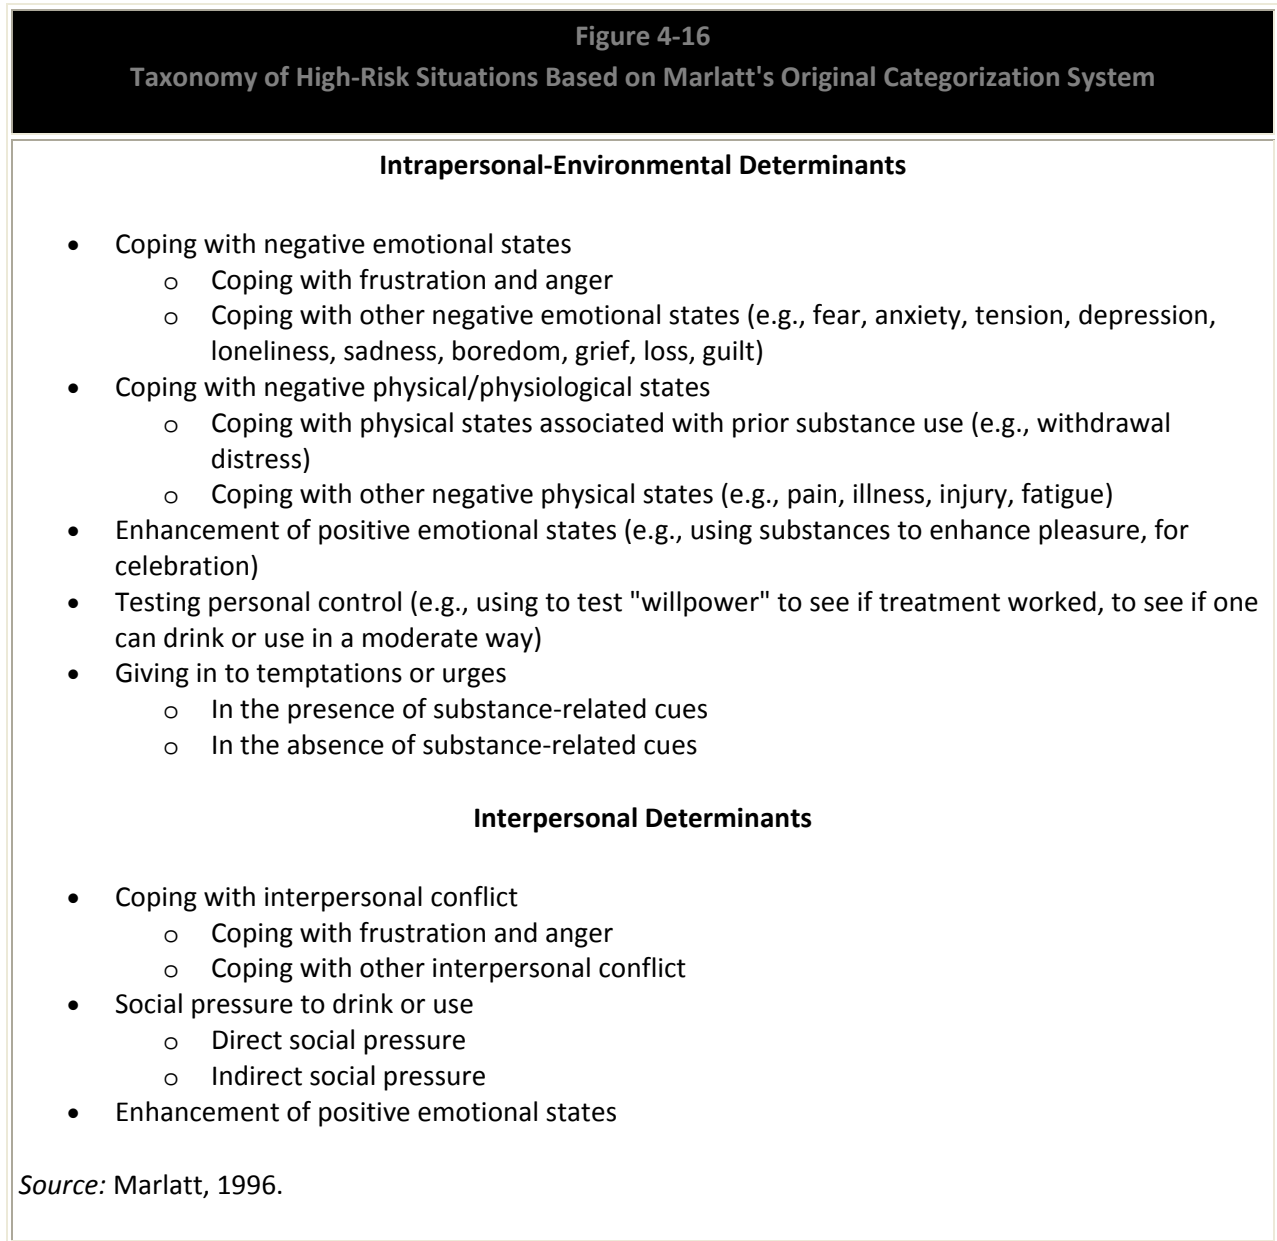 Figure 4-16
Taxonomy of High-Risk Situations Based on Marlatt's Original Categorization System
Intrapersonal-Environmental Determinants
• Coping with negative emotional states
o Coping with frustration and anger
o Coping with other negative emotional states (e.g., fear, anxiety, tension, depression,
loneliness, sadness, boredom, grief, loss, guilt)
• Coping with negative physical/physiological states
o Coping with physical states associated with prior substance use (e.g., withdrawal
distress)
o Coping with other negative physical states (e.g., pain, illness, injury, fatigue)
• Enhancement of positive emotional states (e.g., using substances to enhance pleasure, for
celebration)
• Testing personal control (e.g., using to test "willpower" to see if treatment worked, to see if one
can drink or use in a moderate way)
• Giving in to temptations or urges
o In the presence of substance-related cues
o In the absence of substance-related cues
Interpersonal Determinants
• Coping with interpersonal conflict
o Coping with frustration and anger
o Coping with other interpersonal conflict
• Social pressure to drink or use
o Direct social pressure
o Indirect social pressure
• Enhancement of positive emotional states
Source: Marlatt, 1996.